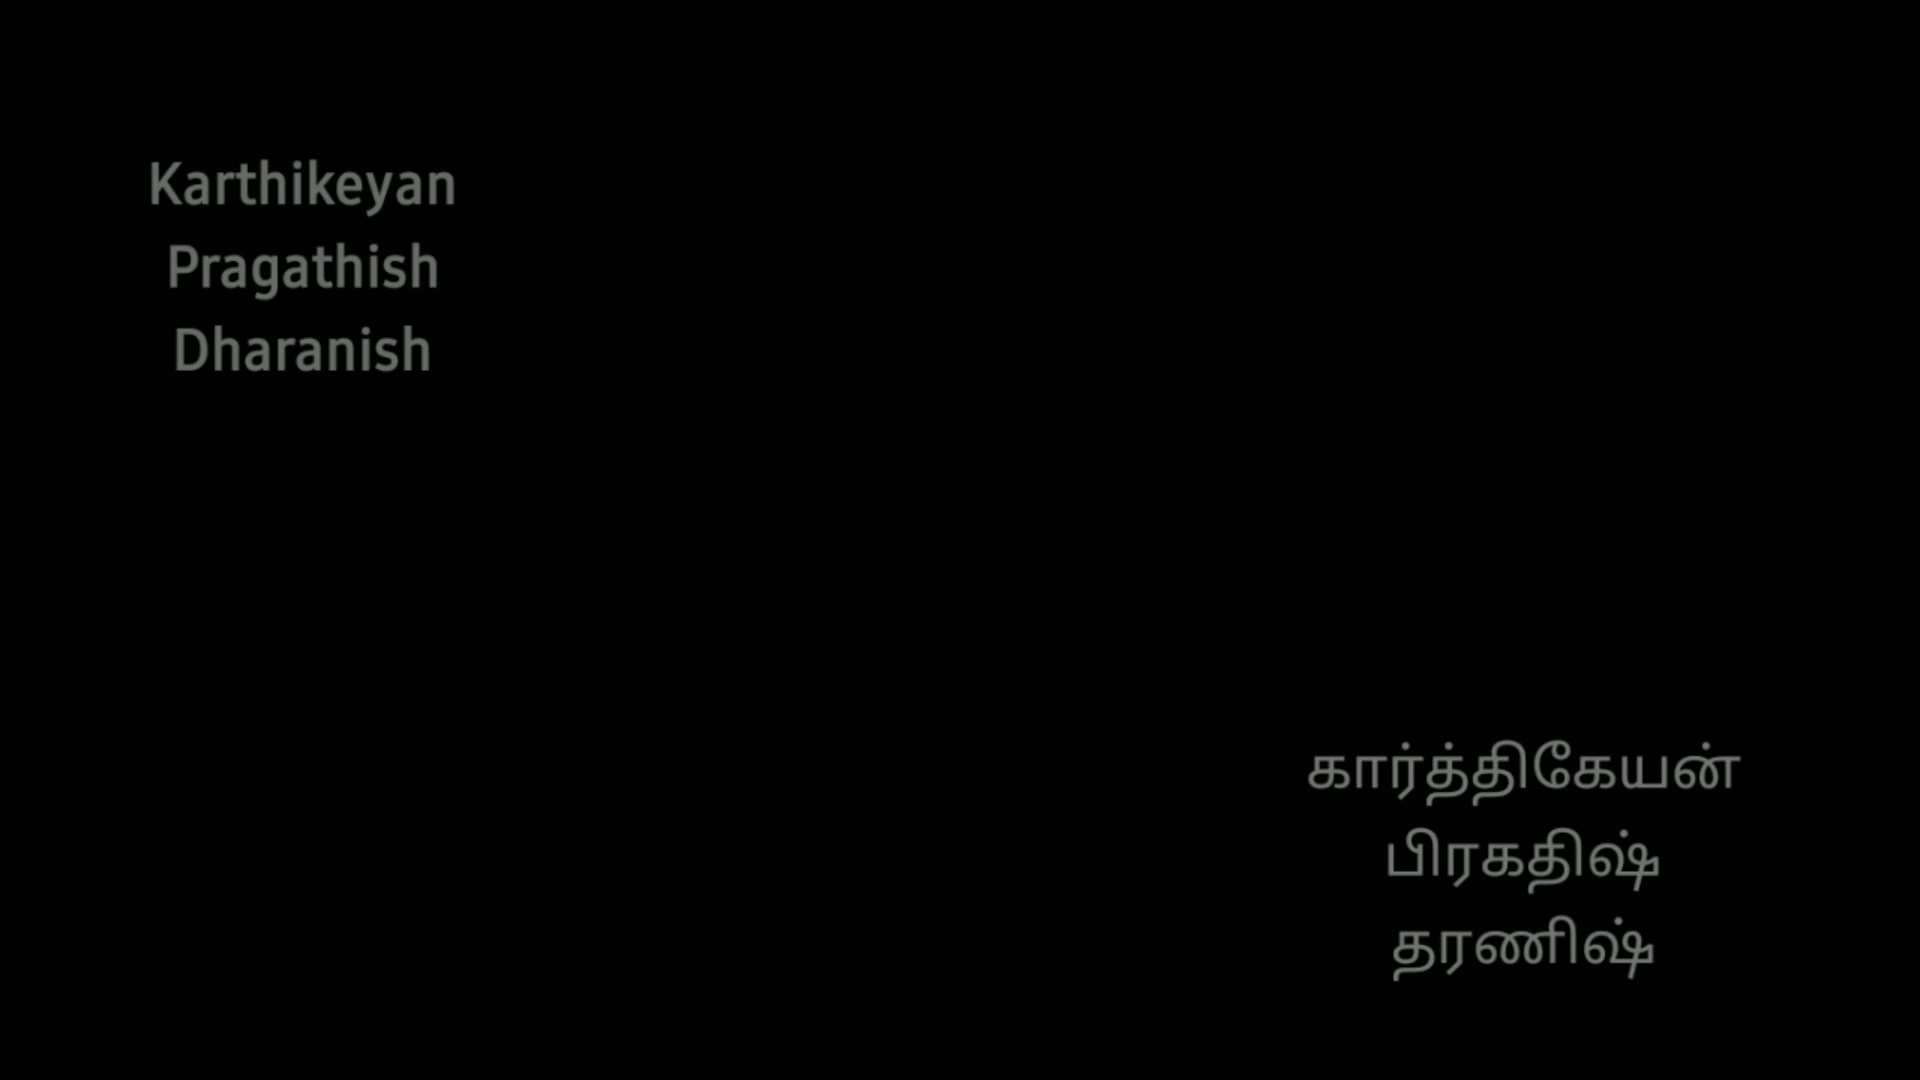 Karthikeyan
Pragathish
Dharanish
கார்த்திகேயன்
பிரகதிஷ்
தரணிஷ்